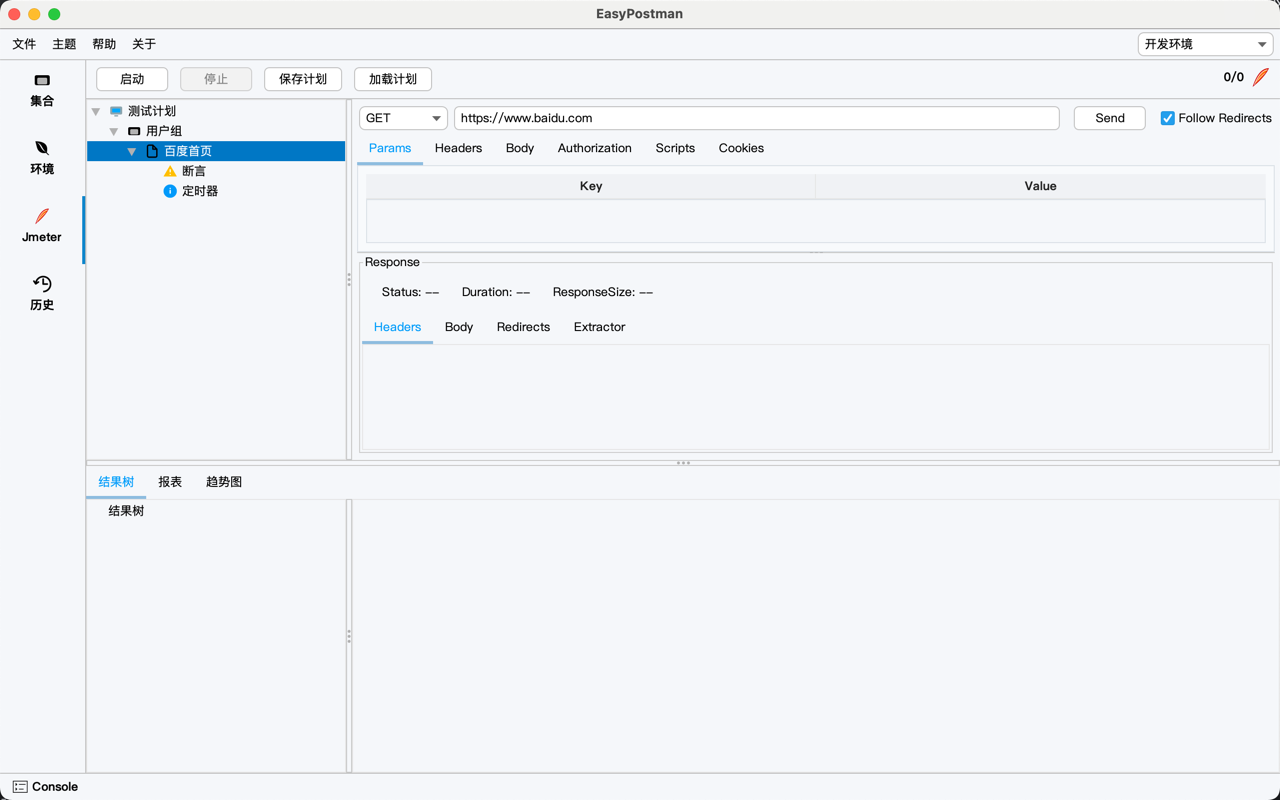 EasyPostman
文件 主题 帮助 关于 开发环境
启动 停止 保存计划 加载计划 0/0
集合
环境
Jmeter
历史
测试计划
用户组
百度首页
断言
定时器
GET https://www.baidu.com Send Follow Redirects
Params Headers Body Authorization Scripts Cookies
Key Value
Response
Status: -- Duration: -- ResponseSize: --
Headers Body Redirects Extractor
结果树 报表 趋势图
结果树
Console